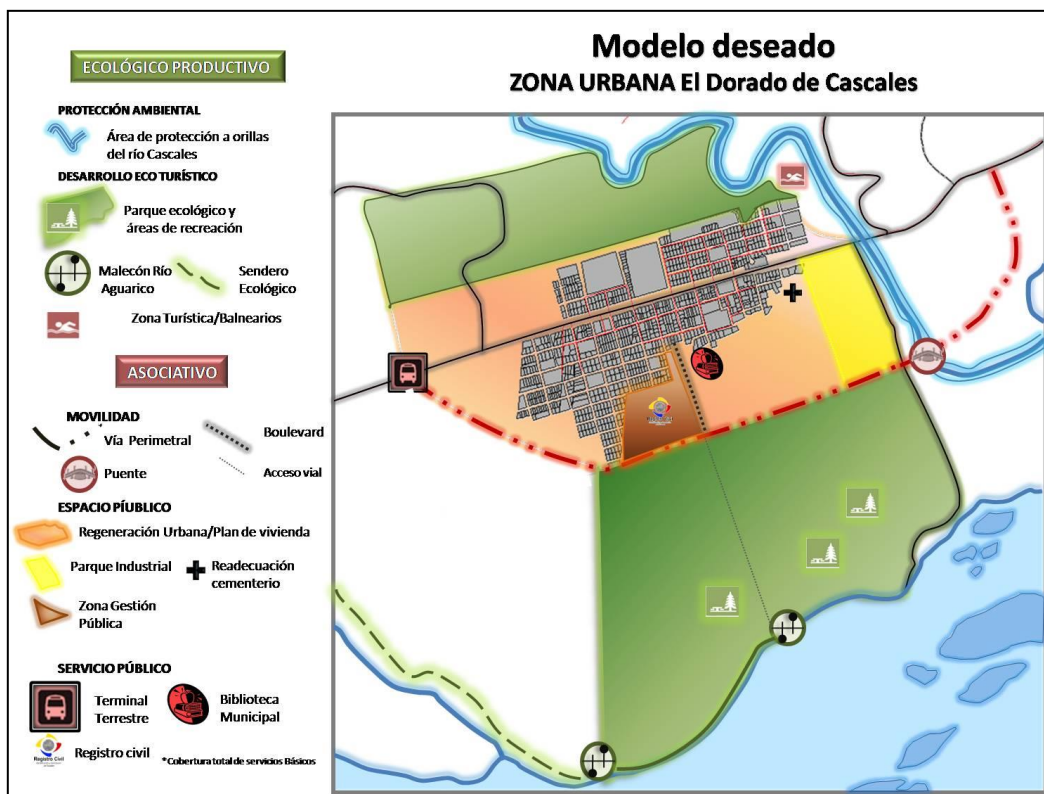 Modelo deseado
ZONA URBANA El Dorado de Cascales
ECOLÓGICO PRODUCTIVO
PROTECCIÓN AMBIENTAL
Área de protección a orillas
del río Cascales
DESARROLLO ECO TURÍSTICO
Parque ecológico y
áreas de recreación
Malecón Río
Aguarico
Sendero
Ecológico
Zona Turística/Balnearios
ASOCIATIVO
MOVILIDAD
Vía Perimetral
Boulevard
Puente
Acceso vial
ESPACIO PÍUBLICO
Regeneración Urbana/Plan de vivienda
Parque Industrial
Readecuación
cementerio
Zona Gestión
Pública
SERVICIO PÚBLICO
Terminal
Terrestre
Biblioteca
Municipal
Registro Civil
Registro civil
*Cobertura total de servicios Básicos